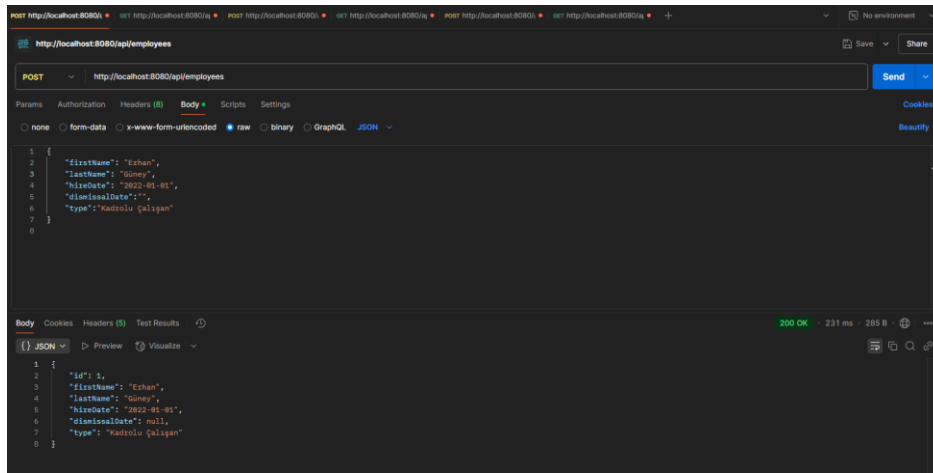 POST http://localhost:8080/ GET http://localhost:8080/a POST http://localhost:8080/ GET http://localhost:8080/a POST http://localhost:8080/ GET http://localhost:8080/a + No environment
http://localhost:8080/api/employees Save Share
POST http://localhost:8080/api/employees Send
Params Authorization Headers (8) Body Scripts Settings Cookies
none form-data x-www-form-urlencoded raw binary GraphQL JSON Beautify
1 {
2 "firstName": "Erhan",
3 "lastName": "Güney",
4 "hireDate": "2022-01-01",
5 "dismissalDate":"",
6 "type":"Kadrolu Çalışan"
7 }
8
Body Cookies Headers (5) Test Results 200 OK · 231 ms · 285 B ·
{} JSON Preview Visualize
1 {
2 "id": 1,
3 "firstName": "Erhan",
4 "lastName": "Güney",
5 "hireDate": "2022-01-01",
6 "dismissalDate": null,
7 "type": "Kadrolu Çalışan"
8 }